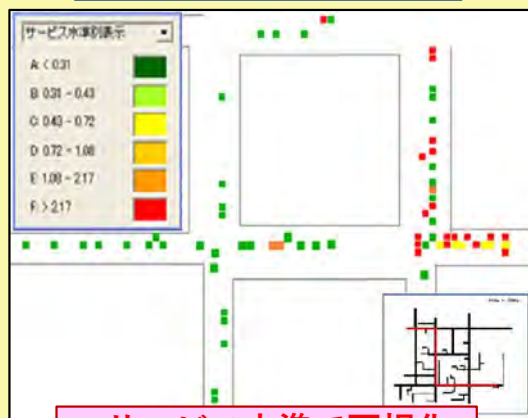 サービス水準別表示
A: < 0.31
B: 0.31 - 0.43
C: 0.43 - 0.72
D: 0.72 - 1.08
E: 1.08 - 2.17
F: > 2.17